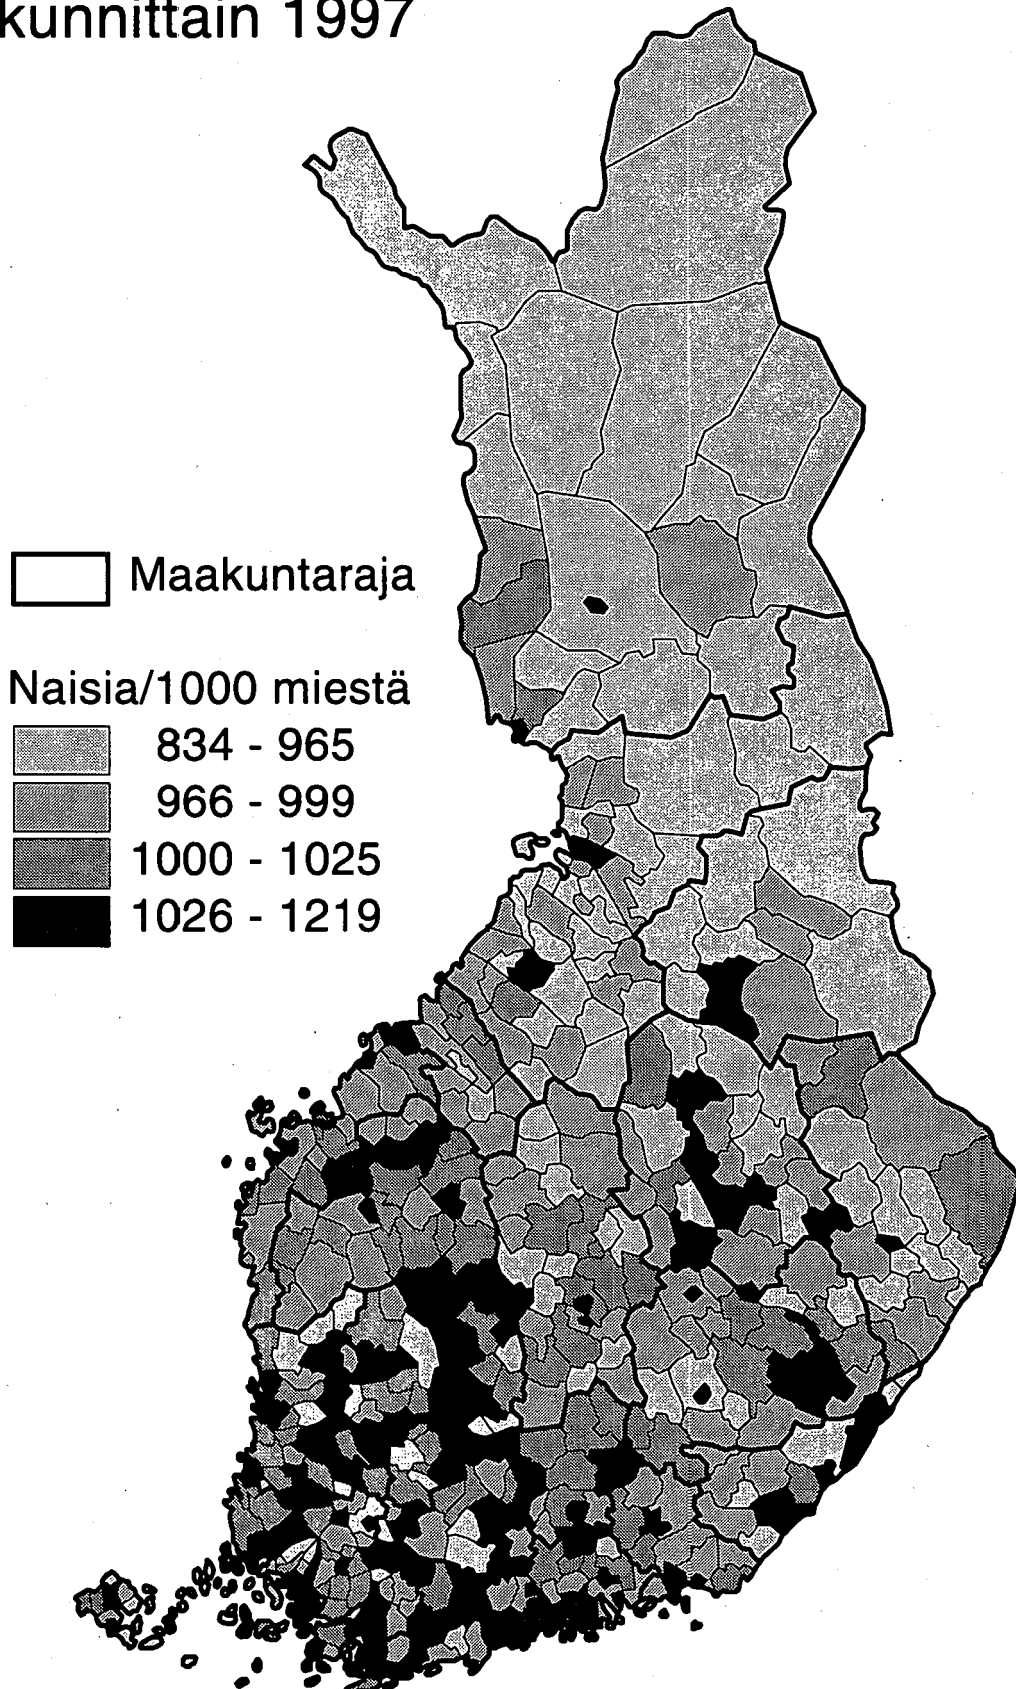 kunnittain 1997
Maakuntaraja
Naisia/1000 miestä
834 - 965
966 - 999
1000 - 1025
1026 - 1219